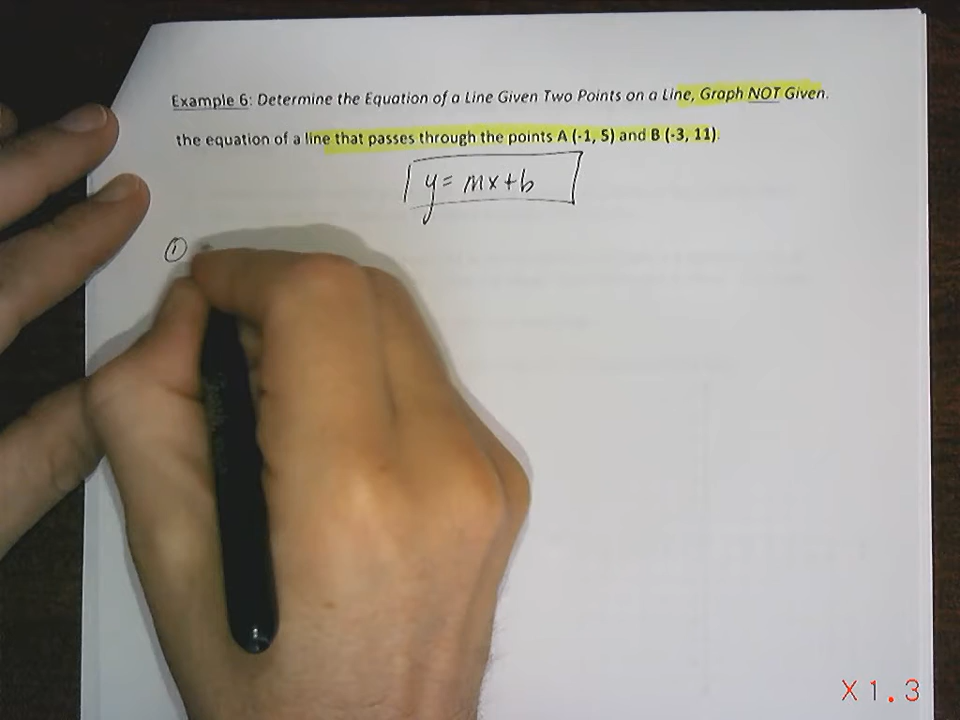 Example 6: Determine the Equation of a Line Given Two Points on a Line, Graph NOT Given.
the equation of a line that passes through the points A (-1, 5) and B (-3, 11).
y = mx+b
①
X1.3